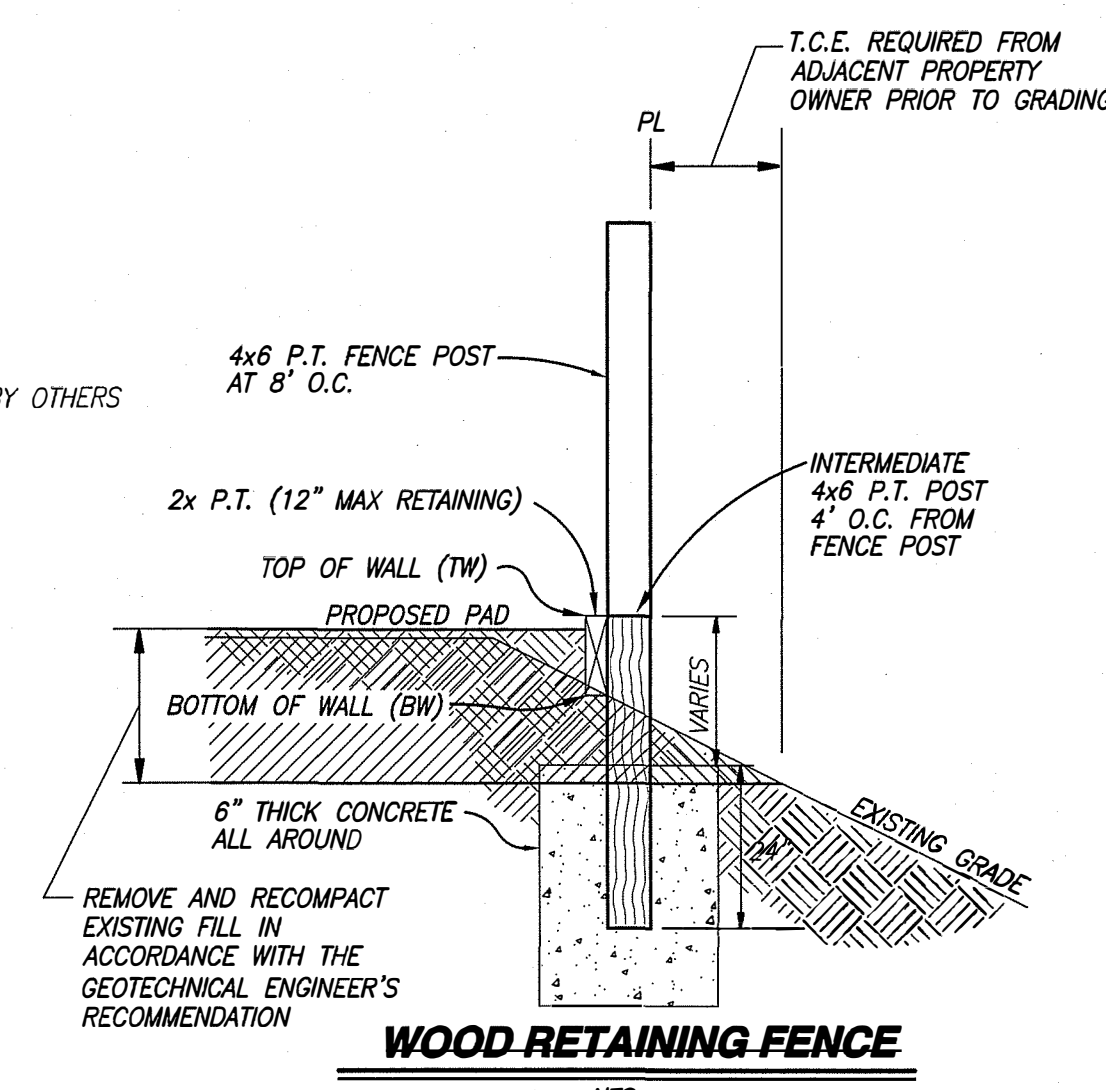 T.C.E. REQUIRED FROM
ADJACENT PROPERTY
OWNER PRIOR TO GRADING
PL
4x6 P.T. FENCE POST
AT 8' O.C.
BY OTHERS
INTERMEDIATE
4x6 P.T. POST
4' O.C. FROM
FENCE POST
2x P.T. (12" MAX RETAINING)
TOP OF WALL (TW)
PROPOSED PAD
VARIES
BOTTOM OF WALL (BW)
6" THICK CONCRETE
ALL AROUND
24"
EXISTING GRADE
REMOVE AND RECOMPACT
EXISTING FILL IN
ACCORDANCE WITH THE
GEOTECHNICAL ENGINEER'S
RECOMMENDATION
WOOD RETAINING FENCE
NTS